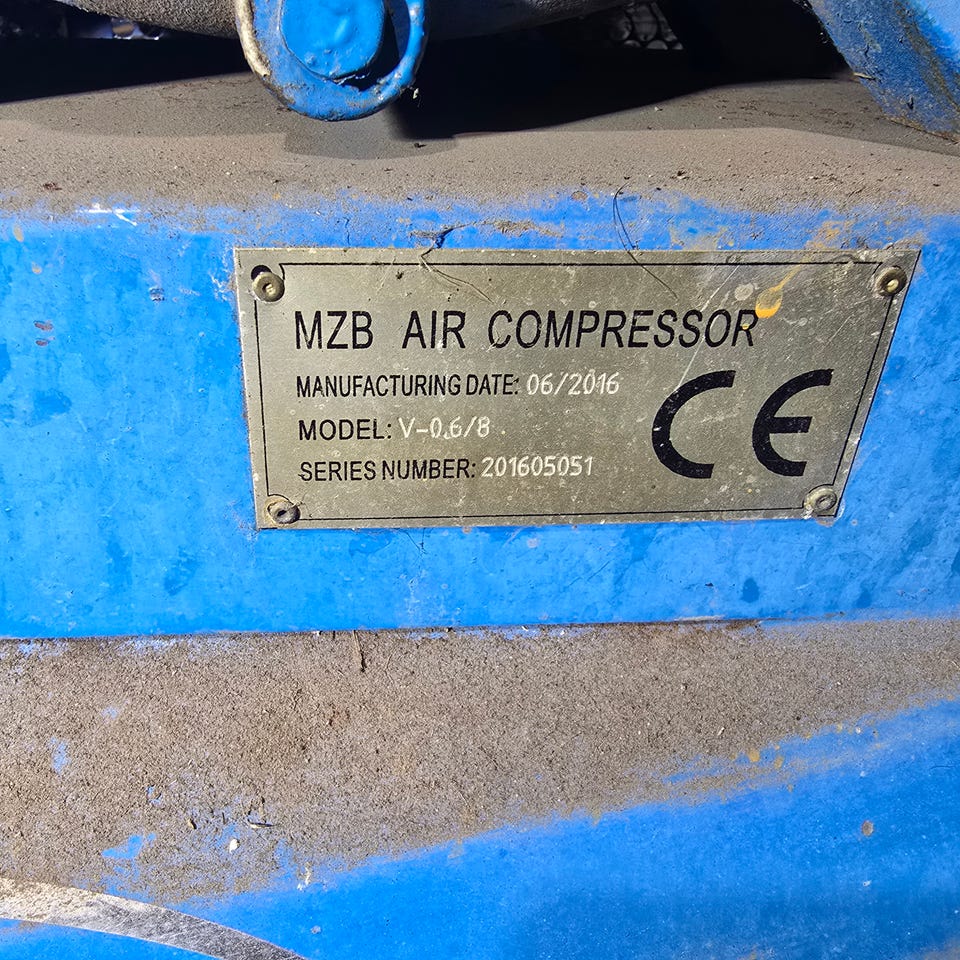 MZB AIR COMPRESSOR
MANUFACTURING DATE: 06/2016
MODEL: V-0.6/8
SERIES NUMBER: 201605051
CE